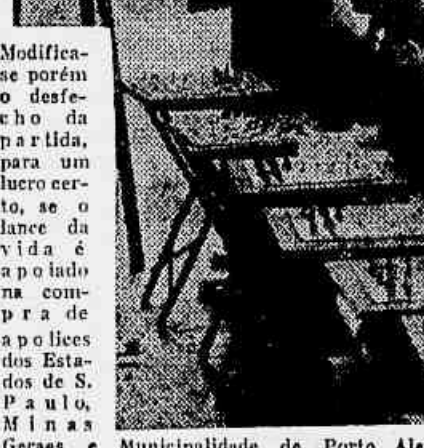 Modifica-
se porém
o desfe-
cho da
partida,
para um
lucro cer-
to, se o
lance da
vida é
apoiado
na com-
pra de
apolices
dos Esta-
dos de S.
Paulo,
Minas
Geraes e Municipalidade de Porto Ale